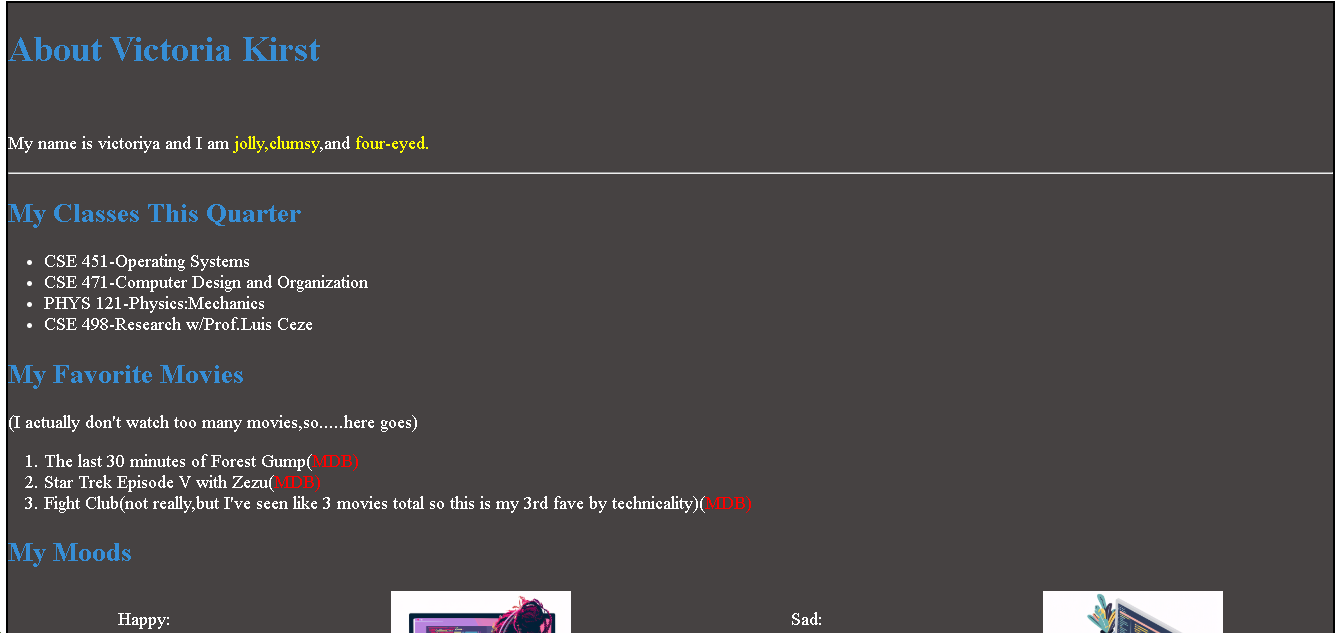 About Victoria Kirst
My name is victoriya and I am jolly,clumsy,and four-eyed.
My Classes This Quarter
CSE 451-Operating Systems
CSE 471-Computer Design and Organization
PHYS 121-Physics:Mechanics
CSE 498-Research w/Prof.Luis Ceze
My Favorite Movies
(I actually don't watch too many movies,so.....here goes)
1. The last 30 minutes of Forest Gump(MDB)
2. Star Trek Episode V with Zezu(MDB)
3. Fight Club(not really,but I've seen like 3 movies total so this is my 3rd fave by technicality)(MDB)
My Moods
Happy: Sad: